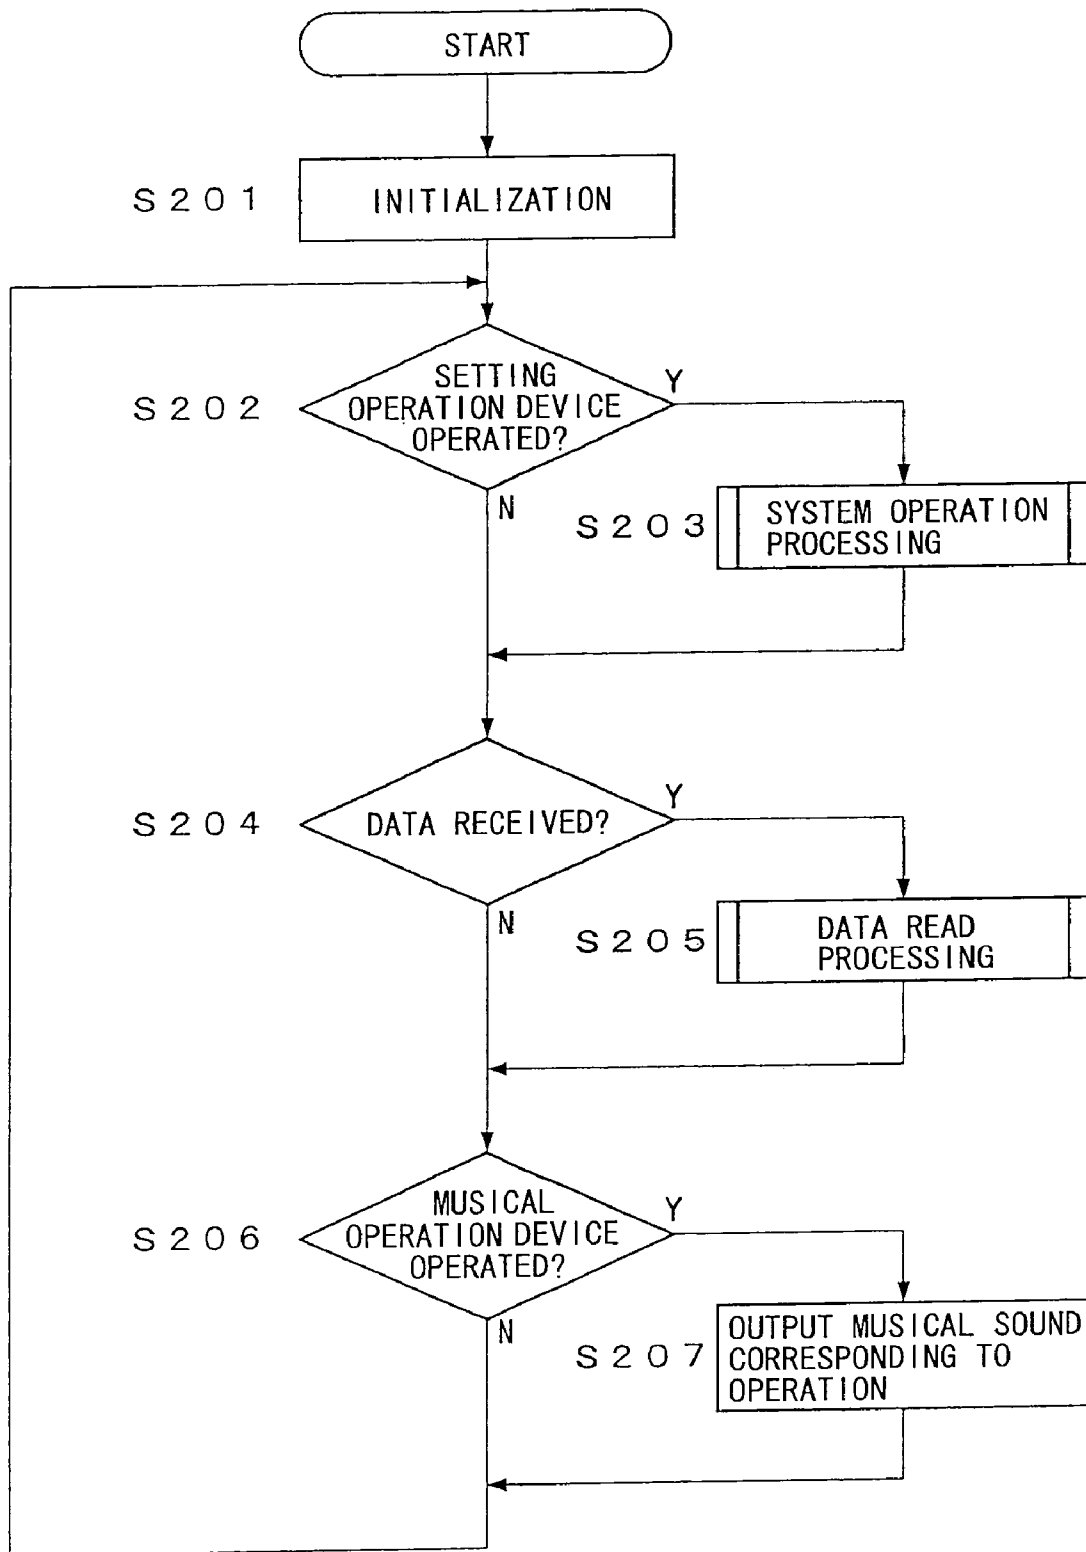 START
S201
INITIALIZATION
S202
SETTING
OPERATION DEVICE
OPERATED?
Y
N
S203
SYSTEM OPERATION
PROCESSING
S204
DATA RECEIVED?
Y
N
S205
DATA READ
PROCESSING
S206
MUSICAL
OPERATION DEVICE
OPERATED?
Y
N
S207
OUTPUT MUSICAL SOUND
CORRESPONDING TO
OPERATION